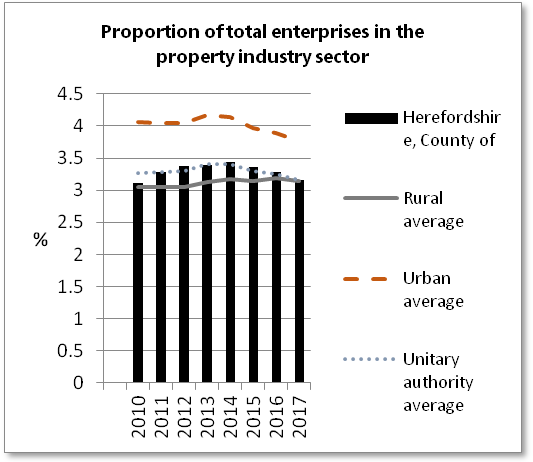 Proportion of total enterprises in the
property industry sector
4.5
4
3.5
3
2.5
2
1.5
1
0.5
0
%
2010
2011
2012
2013
2014
2015
2016
2017
Herefordshir
e, County of
Rural
average
Urban
average
Unitary
authority
average